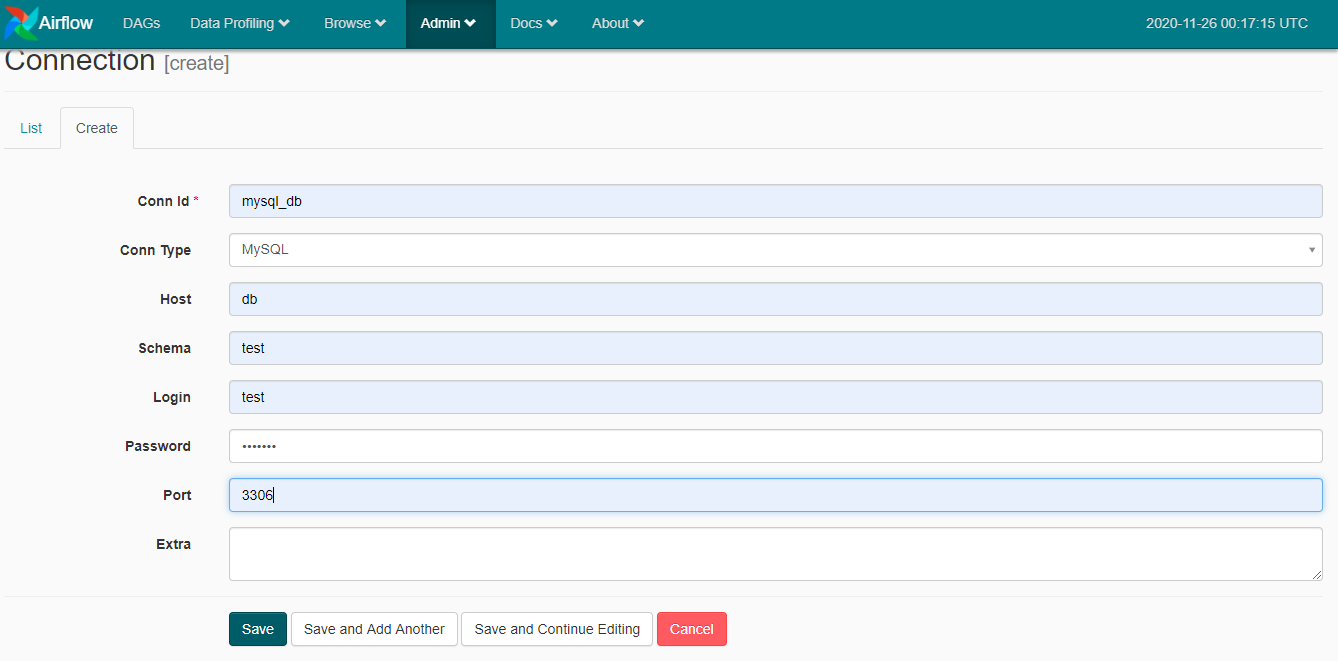 Airflow DAGs Data Profiling Browse Admin Docs About 2020-11-26 00:17:15 UTC
Connection [create]
List Create
Conn Id * mysql_db
Conn Type MySQL
Host db
Schema test
Login test
Password •••••••
Port 3306
Extra
Save Save and Add Another Save and Continue Editing Cancel